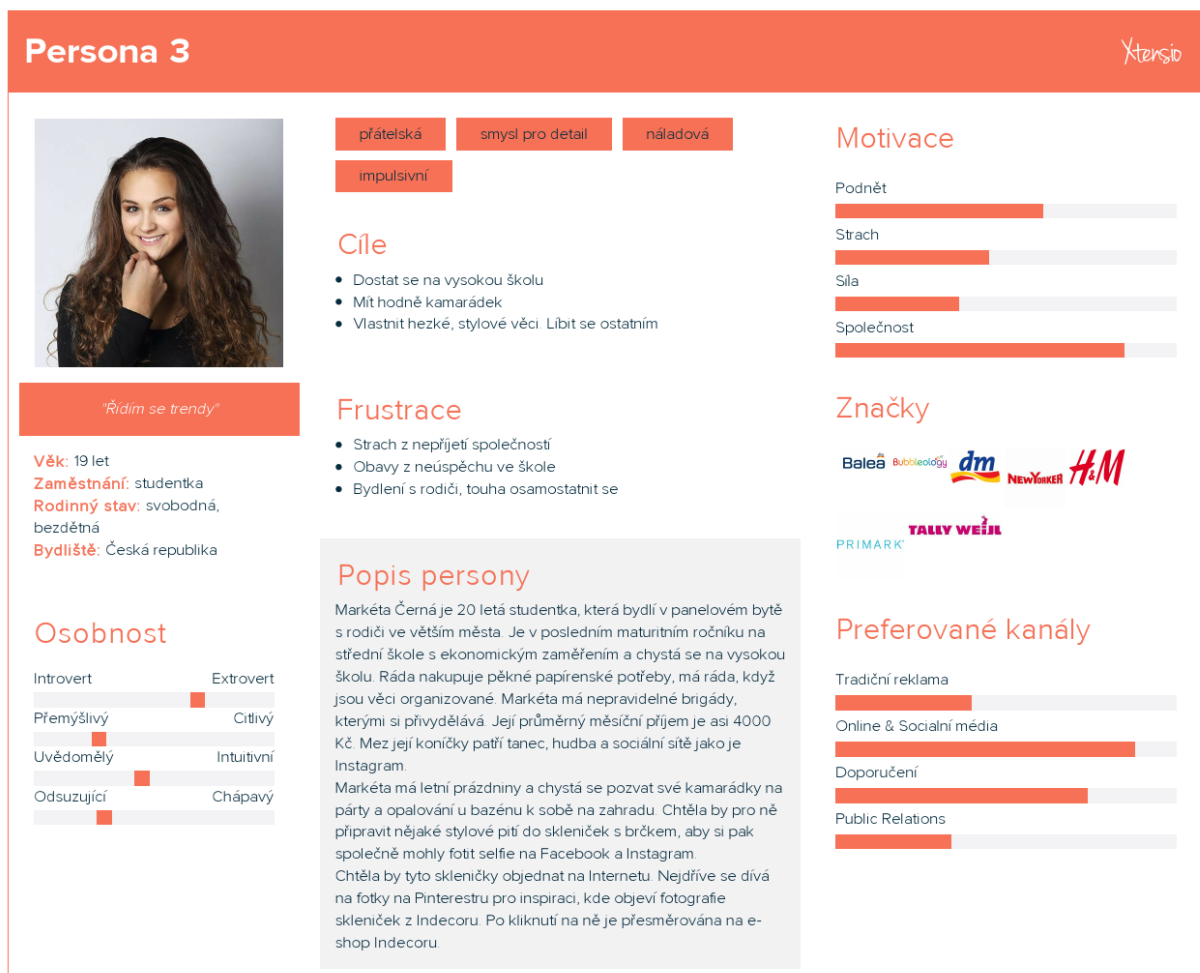 Persona 3
Xtensio
"Řídím se trendy"
Věk: 19 let
Zaměstnání: studentka
Rodinný stav: svobodná,
bezdětná
Bydliště: Česká republika
Osobnost
Introvert Extrovert
Přemýšlivý Citlivý
Uvědomělý Intuitivní
Odsuzující Chápavý
přátelská smysl pro detail náladová
impulsivní
Cíle
Dostat se na vysokou školu
Mít hodně kamarádek
Vlastnit hezké, stylové věci. Líbit se ostatním
Frustrace
Strach z nepříjetí společností
Obavy z neúspěchu ve škole
Bydlení s rodiči, touha osamostatnit se
Popis persony
Markéta Černá je 20 letá studentka, která bydlí v panelovém bytě
s rodiči ve větším města. Je v posledním maturitním ročníku na
střední škole s ekonomickým zaměřením a chystá se na vysokou
školu. Ráda nakupuje pěkné papírenské potřeby, má ráda, když
jsou věci organizované. Markéta má nepravidelné brigády,
kterými si přivydělává. Její průměrný měsíční příjem je asi 4000
Kč. Mez její koníčky patří tanec, hudba a sociální sítě jako je
Instagram.
Markéta má letní prázdniny a chystá se pozvat své kamarádky na
párty a opalování u bazénu k sobě na zahradu. Chtěla by pro ně
připravit nějaké stylové pití do skleniček s brčkem, aby si pak
společně mohly fotit selfie na Facebook a Instagram.
Chtěla by tyto skleničky objednat na Internetu. Nejdříve se dívá
na fotky na Pinterestru pro inspiraci, kde objeví fotografie
skleniček z Indecoru. Po kliknutí na ně je přesměrována na e-
shop Indecoru.
Motivace
Podnět
Strach
Síla
Společnost
Značky
Balea Bubbleology dm NEWYORKER H&M
PRIMARK TALLY WEiJL
Preferované kanály
Tradiční reklama
Online & Socialní média
Doporučení
Public Relations